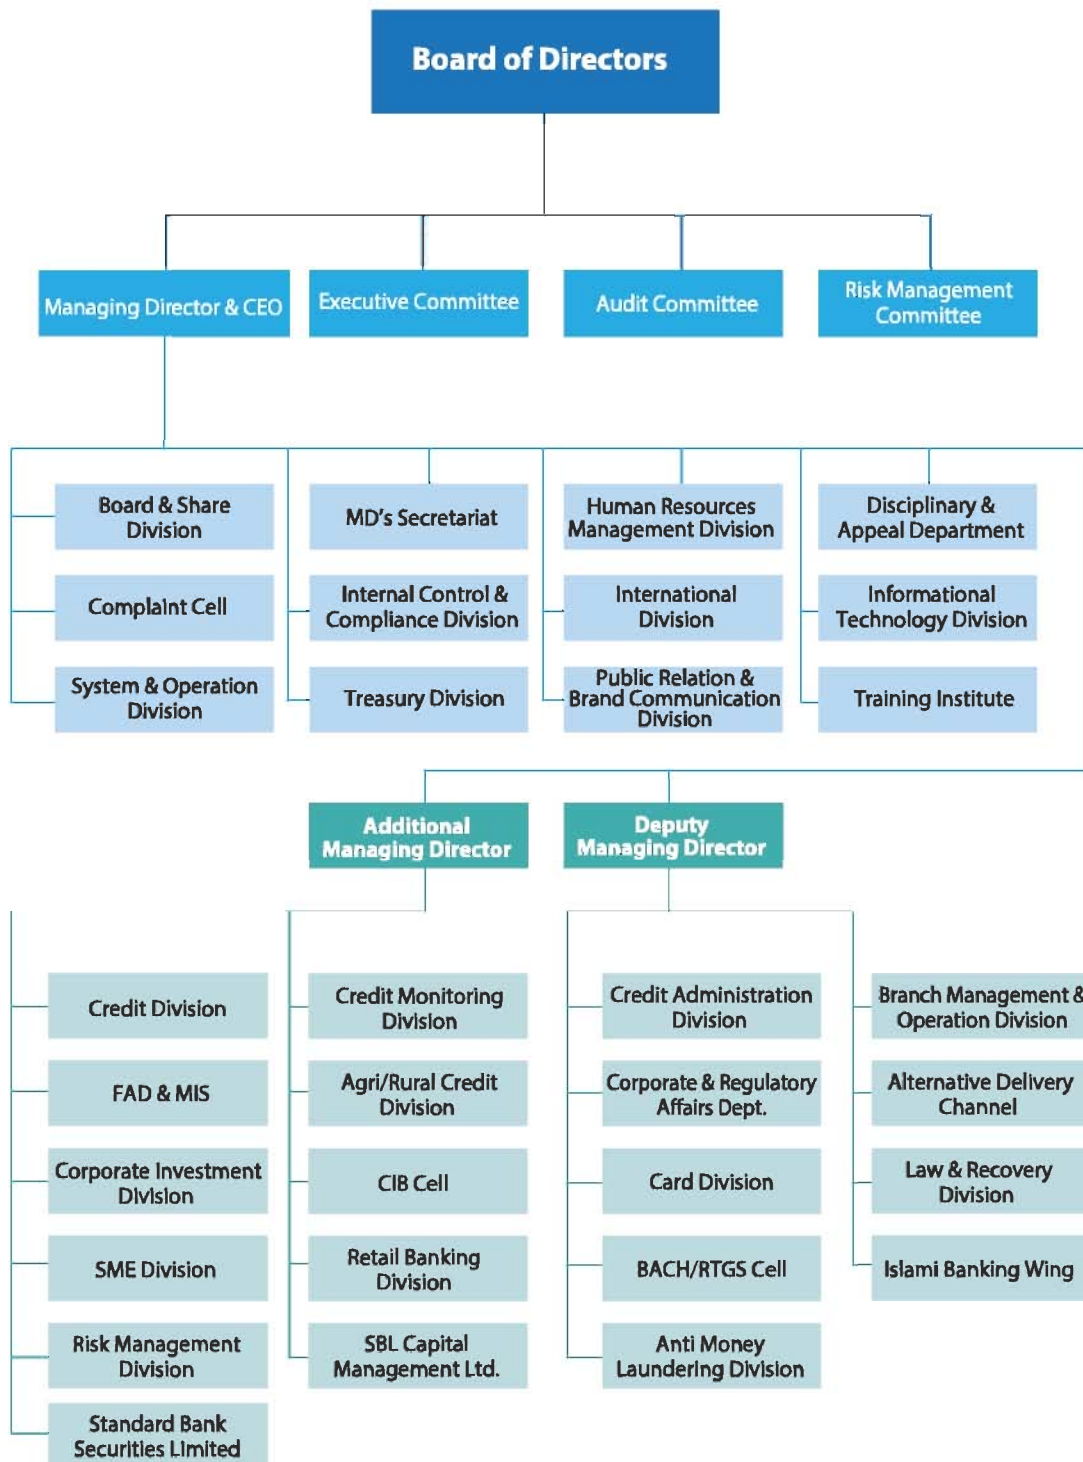 Board of Directors
Managing Director & CEO
Executive Committee
Audit Committee
Risk Management
Committee
Board & Share
Division
MD's Secretariat
Human Resources
Management Division
Disciplinary &
Appeal Department
Complaint Cell
Internal Control &
Compliance Division
International
Division
Informational
Technology Division
System & Operation
Division
Treasury Division
Public Relation &
Brand Communication
Division
Training Institute
Additional
Managing Director
Deputy
Managing Director
Credit Division
Credit Monitoring
Division
Credit Administration
Division
Branch Management &
Operation Division
FAD & MIS
Agri/Rural Credit
Division
Corporate & Regulatory
Affairs Dept.
Alternative Delivery
Channel
Corporate Investment
Division
CIB Cell
Card Division
Law & Recovery
Division
SME Division
Retail Banking
Division
BACH/RTGS Cell
Islami Banking Wing
Risk Management
Division
SBL Capital
Management Ltd.
Anti Money
Laundering Division
Standard Bank
Securities Limited